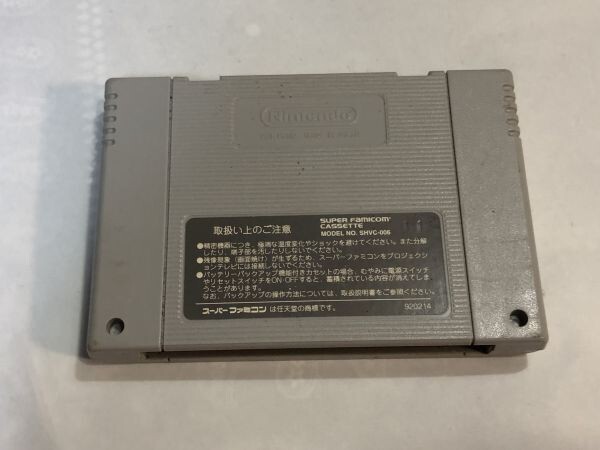 Nintendo
取扱い上のご注意
SUPER FAMICOM
CASSETTE
MODEL NO. SHVC-006
●精密機器につき、極端な温度変化やショックを避けてください。また分解
したり、端子部を汚したりしないでください。
●残像現象（画面焼け）が生ずるため、スーパーファミコンをプロジェク
ションテレビには接続しないでください。
●バッテリーバックアップ機能付きカセットの場合、むやみに電源スイッチ
やリセットスイッチをON・OFFすると、蓄積されている内容が消えてしま
うことがあります。
なお、バックアップの操作方法については、取扱説明書をご参照ください。
スーパーファミコン は任天堂の商標です。
920214